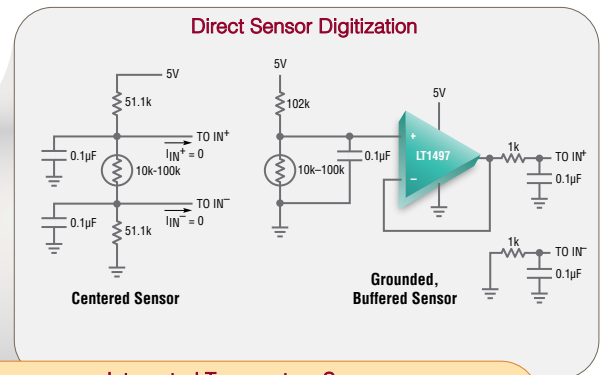 Direct Sensor Digitization
5V
51.1k
TO IN+
IIN+ = 0
0.1µF
10k-100k
TO IN−
IIN− = 0
0.1µF
51.1k
Centered Sensor
5V
102k
0.1µF
10k–100k
5V
+
LT1497
−
1k
TO IN+
0.1µF
1k
TO IN−
0.1µF
Grounded,
Buffered Sensor